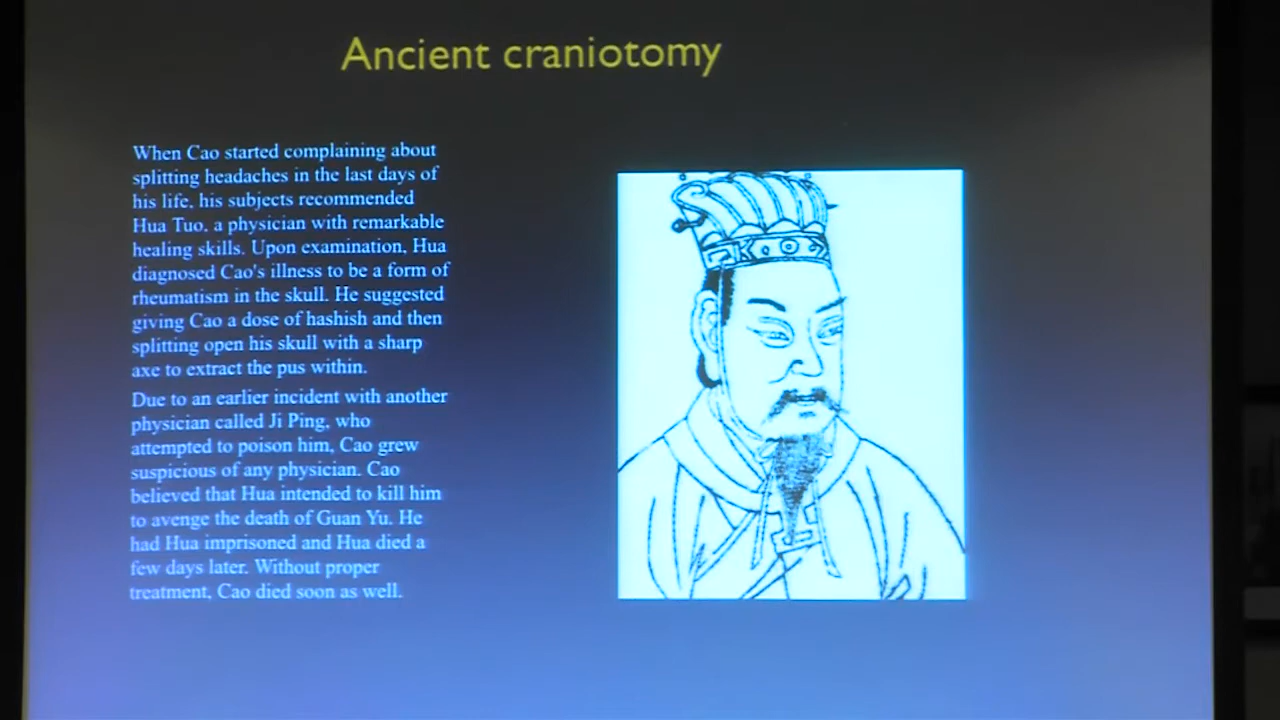 Ancient craniotomy
When Cao started complaining about
splitting headaches in the last days of
his life, his subjects recommended
Hua Tuo, a physician with remarkable
healing skills. Upon examination, Hua
diagnosed Cao's illness to be a form of
rheumatism in the skull. He suggested
giving Cao a dose of hashish and then
splitting open his skull with a sharp
axe to extract the pus within.
Due to an earlier incident with another
physician called Ji Ping, who
attempted to poison him, Cao grew
suspicious of any physician. Cao
believed that Hua intended to kill him
to avenge the death of Guan Yu. He
had Hua imprisoned and Hua died a
few days later. Without proper
treatment, Cao died soon as well.